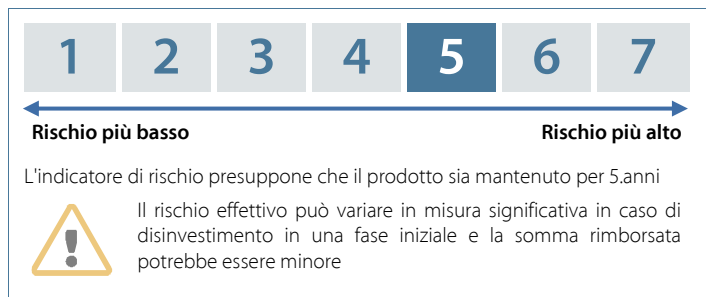 1 2 3 4 5 6 7
Rischio più basso Rischio più alto
L'indicatore di rischio presuppone che il prodotto sia mantenuto per 5.anni
Il rischio effettivo può variare in misura significativa in caso di
disinvestimento in una fase iniziale e la somma rimborsata
potrebbe essere minore